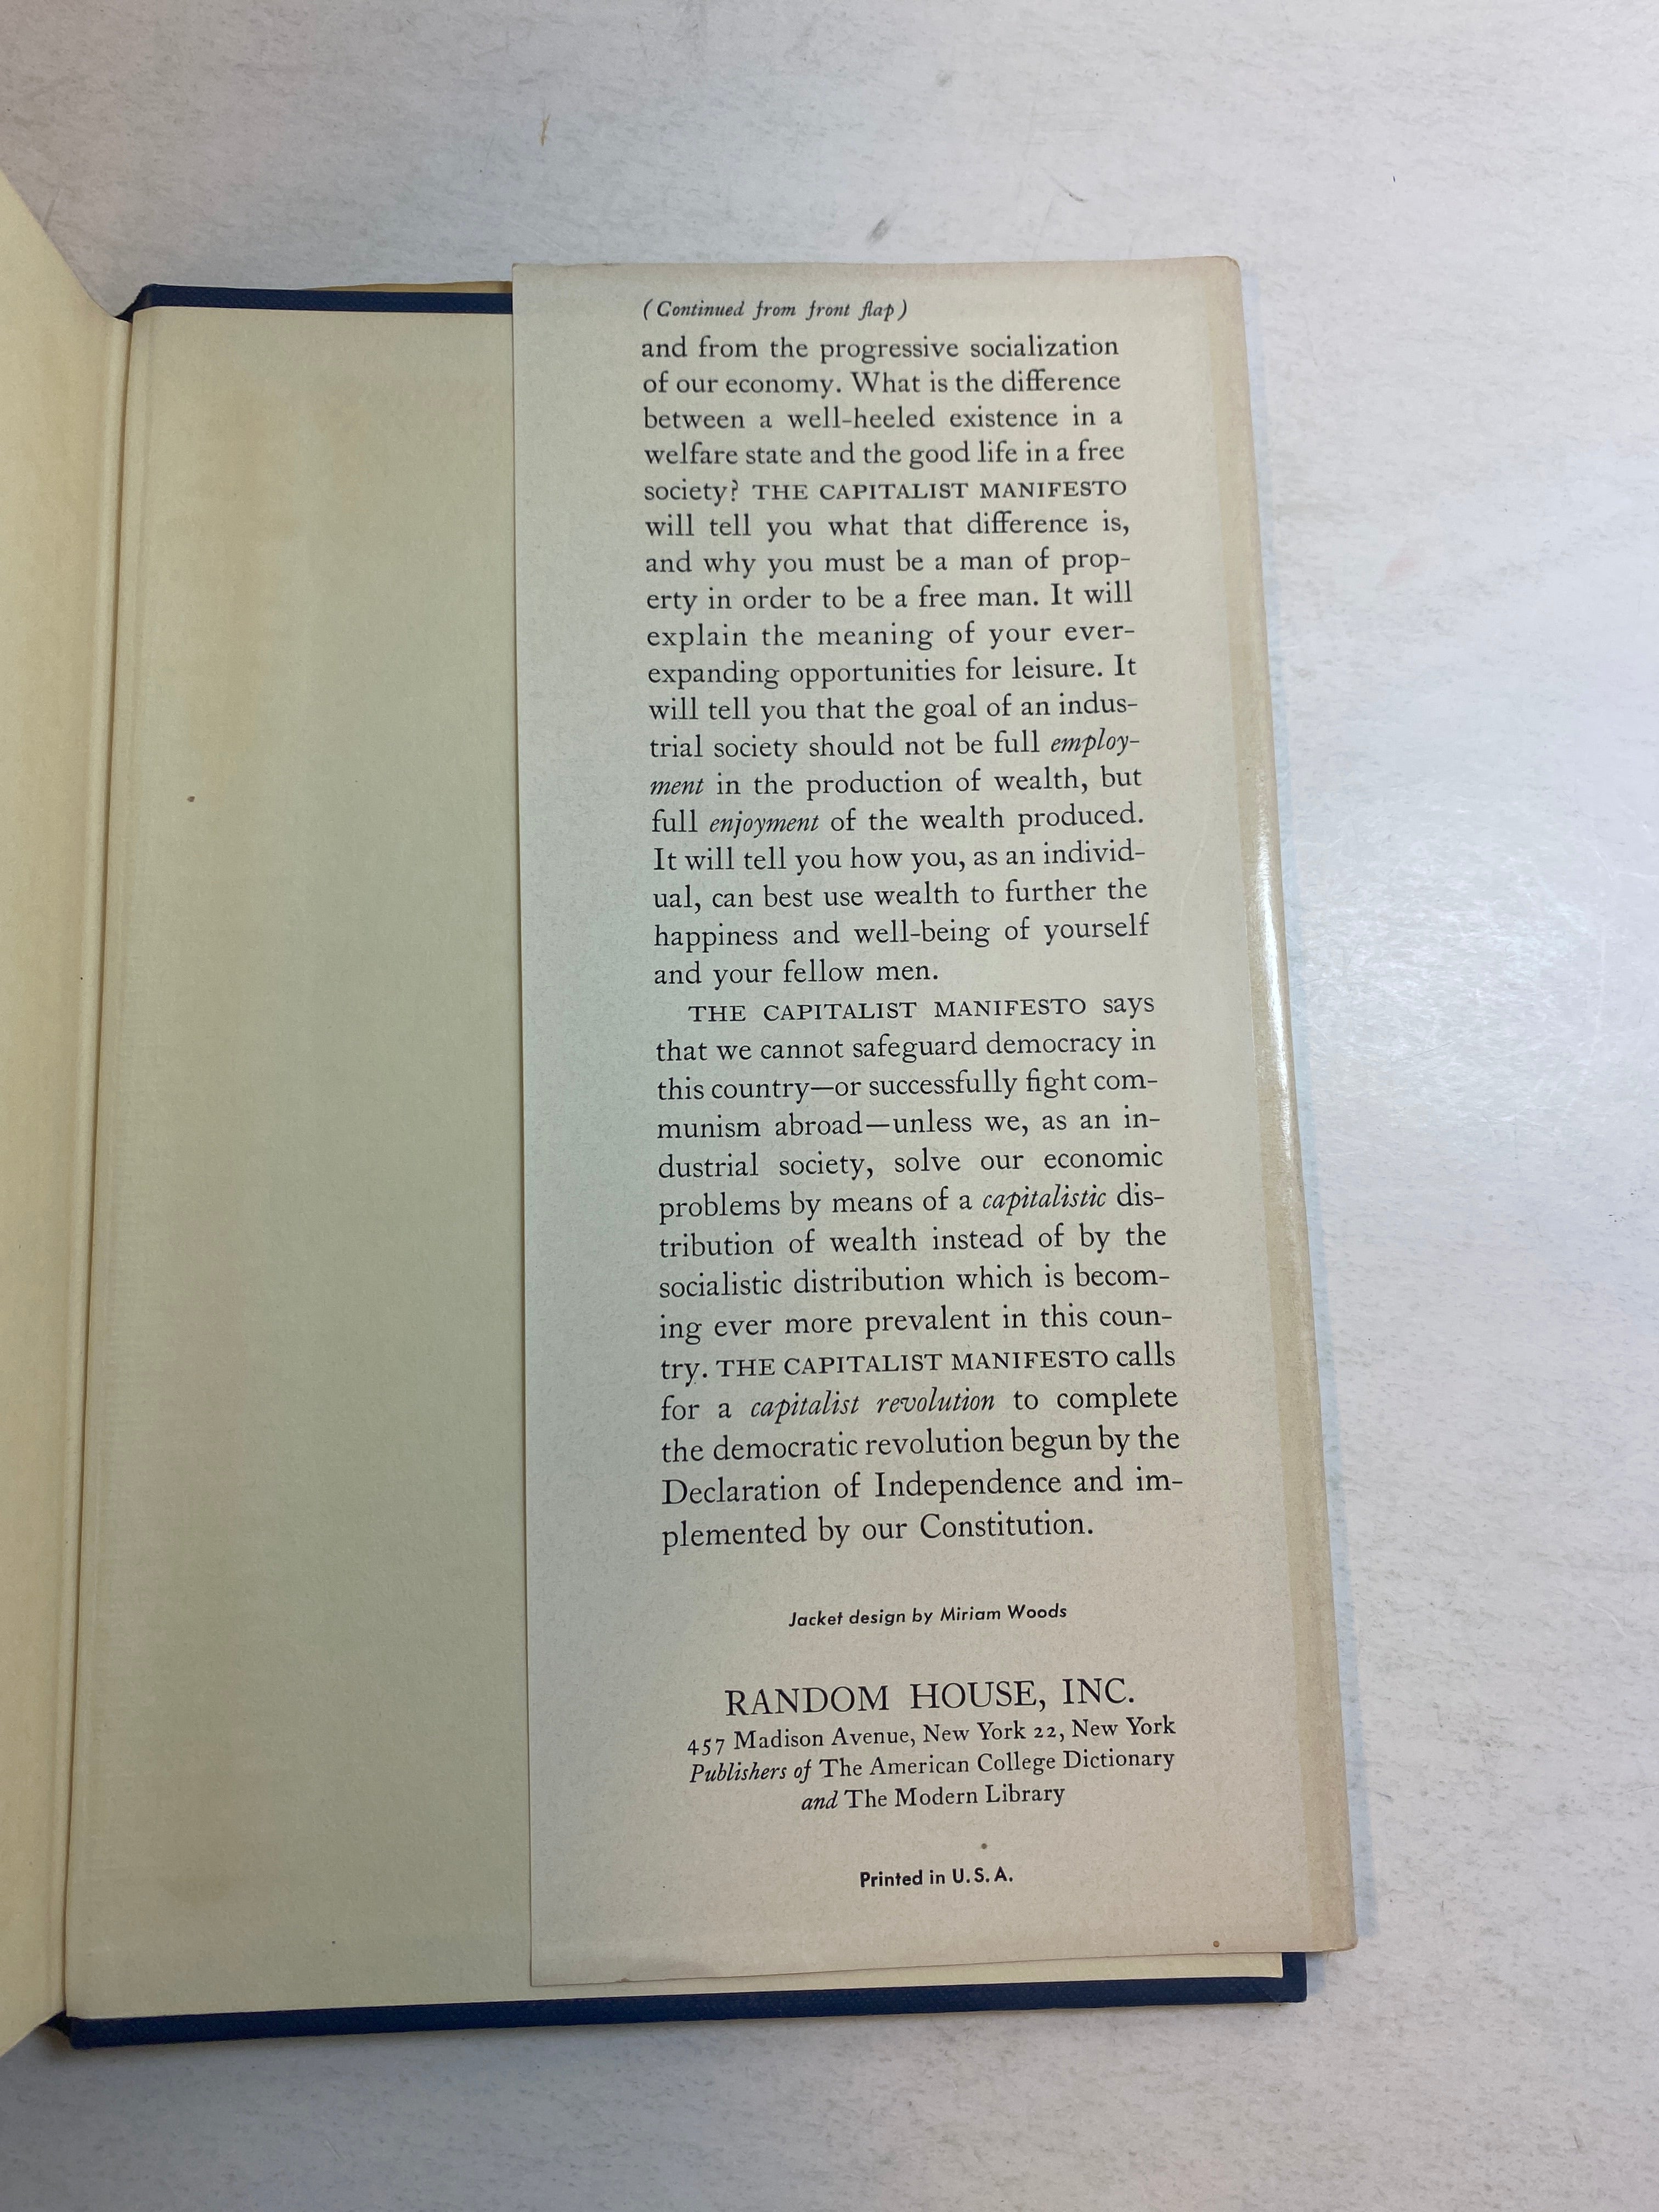 (Continued from front flap)
and from the progressive socialization
of our economy. What is the difference
between a well-heeled existence in a
welfare state and the good life in a free
society? THE CAPITALIST MANIFESTO
will tell you what that difference is,
and why you must be a man of prop-
erty in order to be a free man. It will
explain the meaning of your ever-
expanding opportunities for leisure. It
will tell you that the goal of an indus-
trial society should not be full employ-
ment in the production of wealth, but
full enjoyment of the wealth produced.
It will tell you how you, as an individ-
ual, can best use wealth to further the
happiness and well-being of yourself
and your fellow men.
THE CAPITALIST MANIFESTO says
that we cannot safeguard democracy in
this country—or successfully fight com-
munism abroad—unless we, as an in-
dustrial society, solve our economic
problems by means of a capitalistic dis-
tribution of wealth instead of by the
socialistic distribution which is becom-
ing ever more prevalent in this coun-
try. THE CAPITALIST MANIFESTO calls
for a capitalist revolution to complete
the democratic revolution begun by the
Declaration of Independence and im-
plemented by our Constitution.
Jacket design by Miriam Woods
RANDOM HOUSE, INC.
457 Madison Avenue, New York 22, New York
Publishers of The American College Dictionary
and The Modern Library
Printed in U.S.A.